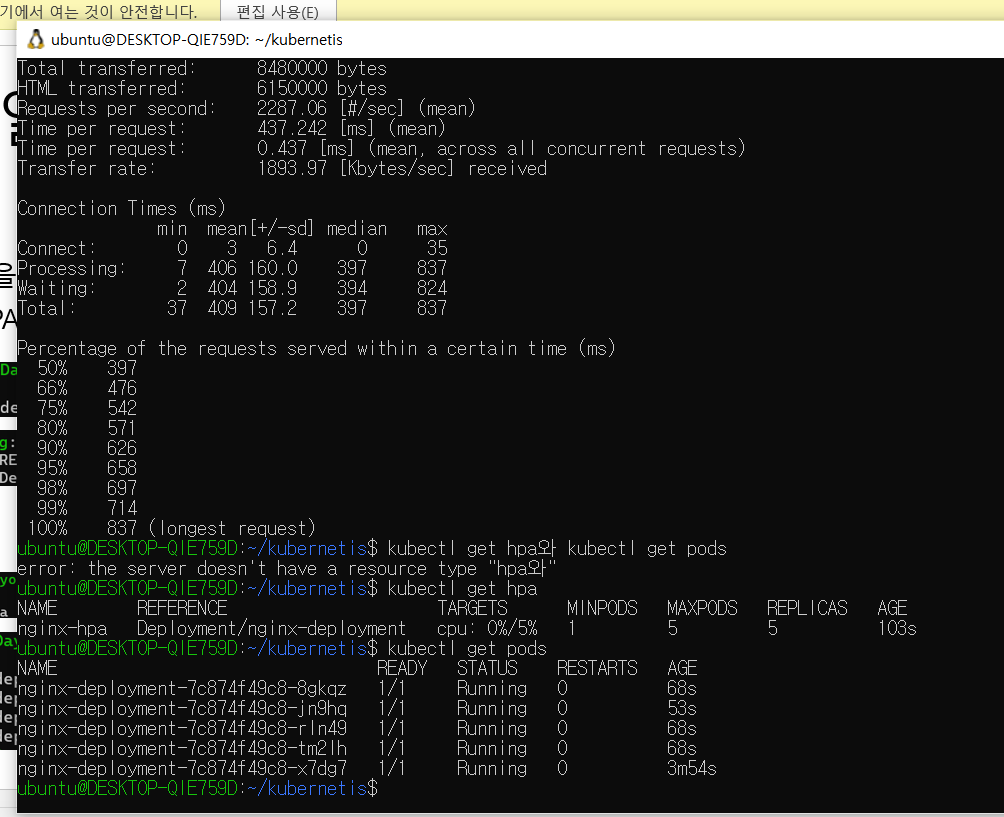 기에서 여는 것이 안전합니다. 편집 사용(E)
ubuntu@DESKTOP-QIE759D: ~/kubernetis
Total transferred: 8480000 bytes
HTML transferred: 6150000 bytes
Requests per second: 2287.06 [#/sec] (mean)
Time per request: 437.242 [ms] (mean)
Time per request: 0.437 [ms] (mean, across all concurrent requests)
Transfer rate: 1893.97 [Kbytes/sec] received
Connection Times (ms)
min mean[+/-sd] median max
Connect: 0 3 6.4 0 35
Processing: 7 406 160.0 397 837
Waiting: 2 404 158.9 394 824
Total: 37 409 157.2 397 837
Percentage of the requests served within a certain time (ms)
50% 397
66% 476
75% 542
80% 571
90% 626
95% 658
98% 697
99% 714
100% 837 (longest request)
ubuntu@DESKTOP-QIE759D:~/kubernetis$ kubectl get hpa와 kubectl get pods
error: the server doesn't have a resource type "hpa와"
ubuntu@DESKTOP-QIE759D:~/kubernetis$ kubectl get hpa
NAME REFERENCE TARGETS MINPODS MAXPODS REPLICAS AGE
nginx-hpa Deployment/nginx-deployment cpu: 0%/5% 1 5 5 103s
ubuntu@DESKTOP-QIE759D:~/kubernetis$ kubectl get pods
NAME READY STATUS RESTARTS AGE
nginx-deployment-7c874f49c8-8gkqz 1/1 Running 0 68s
nginx-deployment-7c874f49c8-jn9hq 1/1 Running 0 53s
nginx-deployment-7c874f49c8-rln49 1/1 Running 0 68s
nginx-deployment-7c874f49c8-tm2lh 1/1 Running 0 68s
nginx-deployment-7c874f49c8-x7dg7 1/1 Running 0 3m54s
ubuntu@DESKTOP-QIE759D:~/kubernetis$